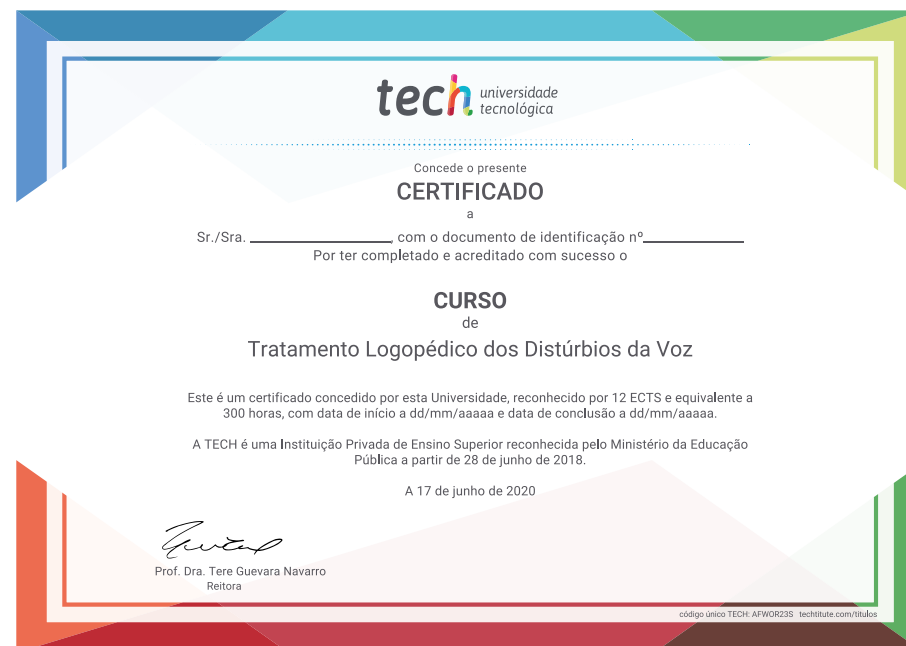 tech universidade
tecnológica
Concede o presente
CERTIFICADO
a
Sr./Sra. ____________________, com o documento de identificação nº______________
Por ter completado e acreditado com sucesso o
CURSO
de
Tratamento Logopédico dos Distúrbios da Voz
Este é um certificado concedido por esta Universidade, reconhecido por 12 ECTS e equivalente a
300 horas, com data de início a dd/mm/aaaaa e data de conclusão a dd/mm/aaaaa.
A TECH é uma Instituição Privada de Ensino Superior reconhecida pelo Ministério da Educação
Pública a partir de 28 de junho de 2018.
A 17 de junho de 2020
Prof. Dra. Tere Guevara Navarro
Reitora
código único TECH: AFWOR23S techtitute.com/titulos